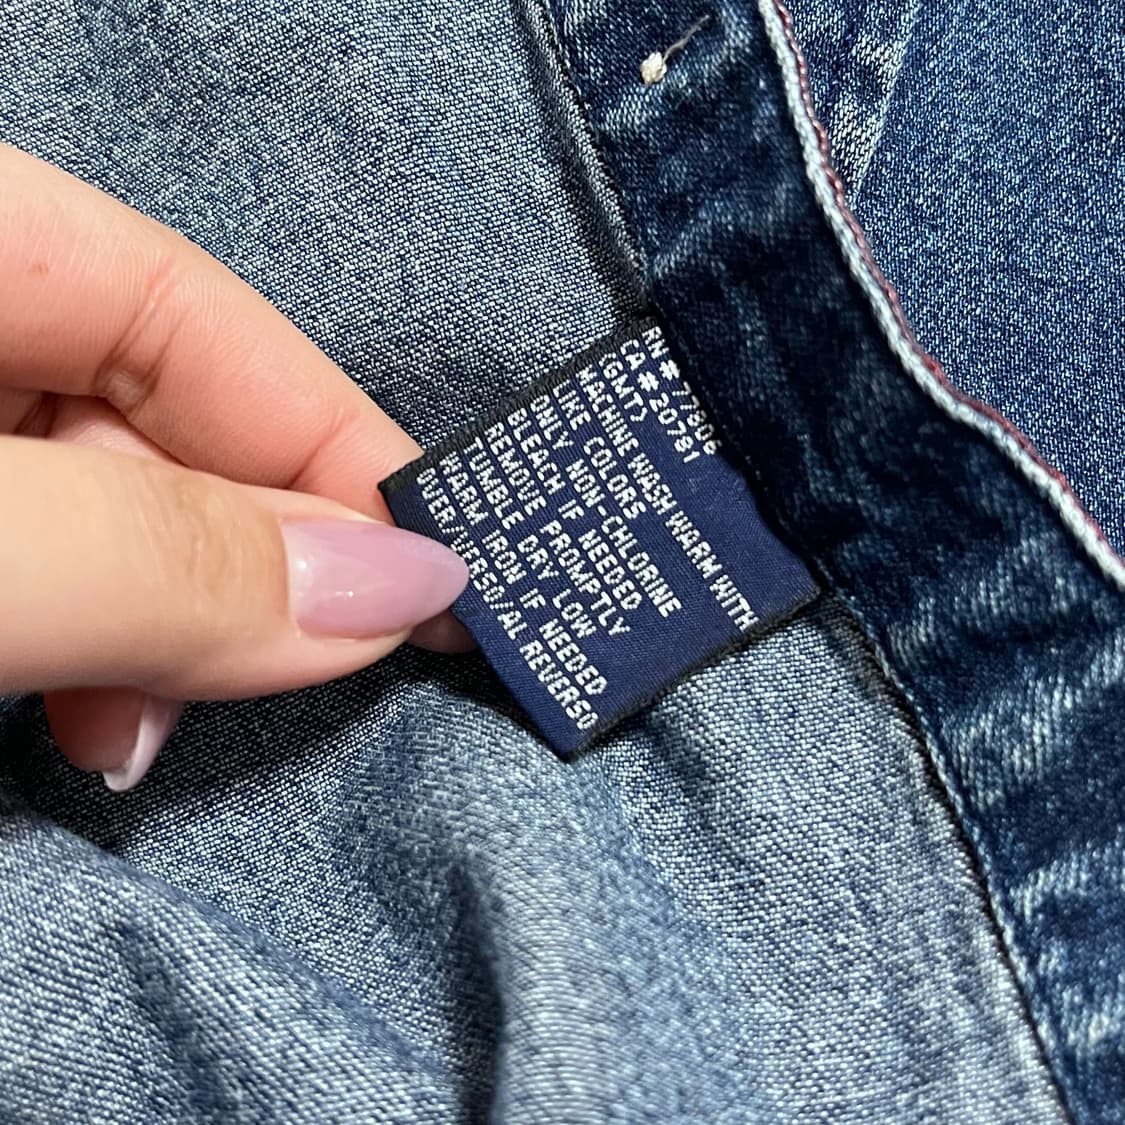 RN # 77806
CA # 20781
(GMT)
MACHINE WASH WARM WITH
LIKE COLORS
ONLY NON-CHLORINE
BLEACH IF NEEDED
REMOVE PROMPTLY
TUMBLE DRY LOW
WARM IRON IF NEEDED
OVER/VERSO/AL REVERSO